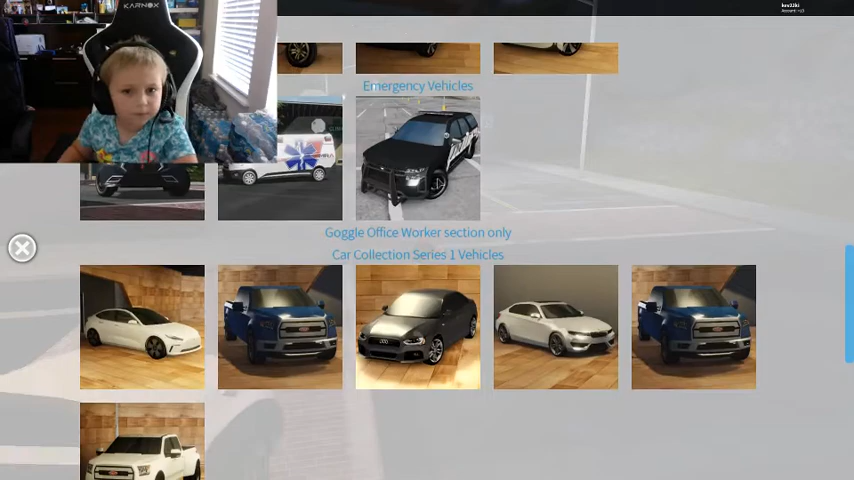 KARNOX
Emergency Vehicles
Goggle Office Worker section only
Car Collection Series 1 Vehicles